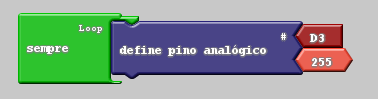 Loop
sempre
define pino analógico
#
D3
255